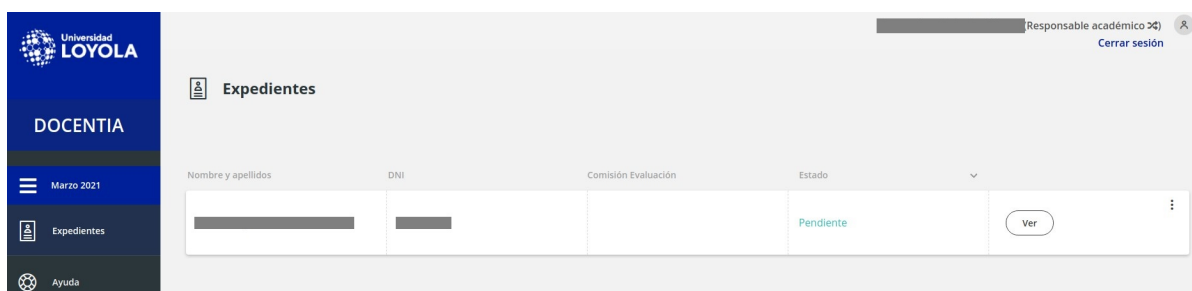 Universidad
LOYOLA
DOCENTIA
Marzo 2021
Expedientes
Ayuda
(Responsable académico)
Cerrar sesión
Expedientes
Nombre y apellidos DNI Comisión Evaluación Estado
Pendiente Ver